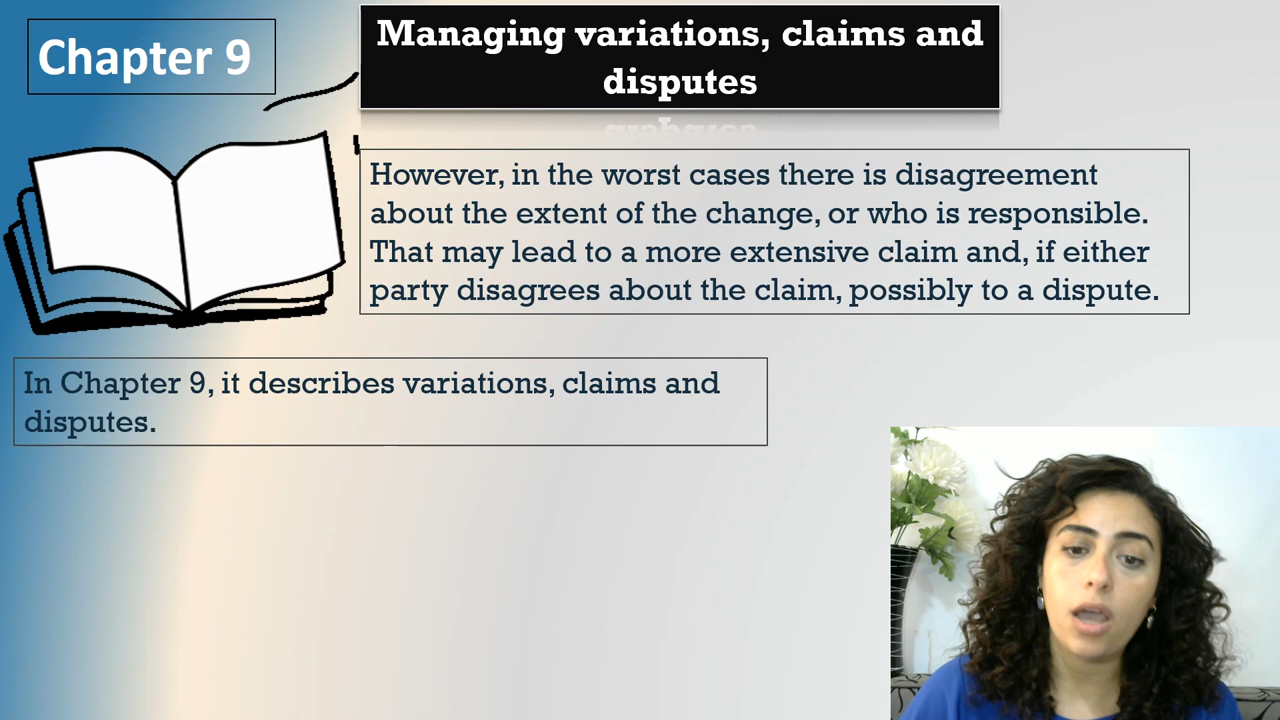 Chapter 9
Managing variations, claims and
disputes
However, in the worst cases there is disagreement
about the extent of the change, or who is responsible.
That may lead to a more extensive claim and, if either
party disagrees about the claim, possibly to a dispute.
In Chapter 9, it describes variations, claims and
disputes.